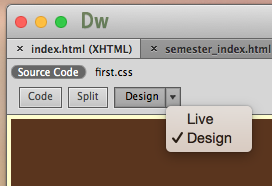 Dw
index.html (XHTML) × semester_index.html
Source Code first.css
Code Split Design
Live
✓ Design